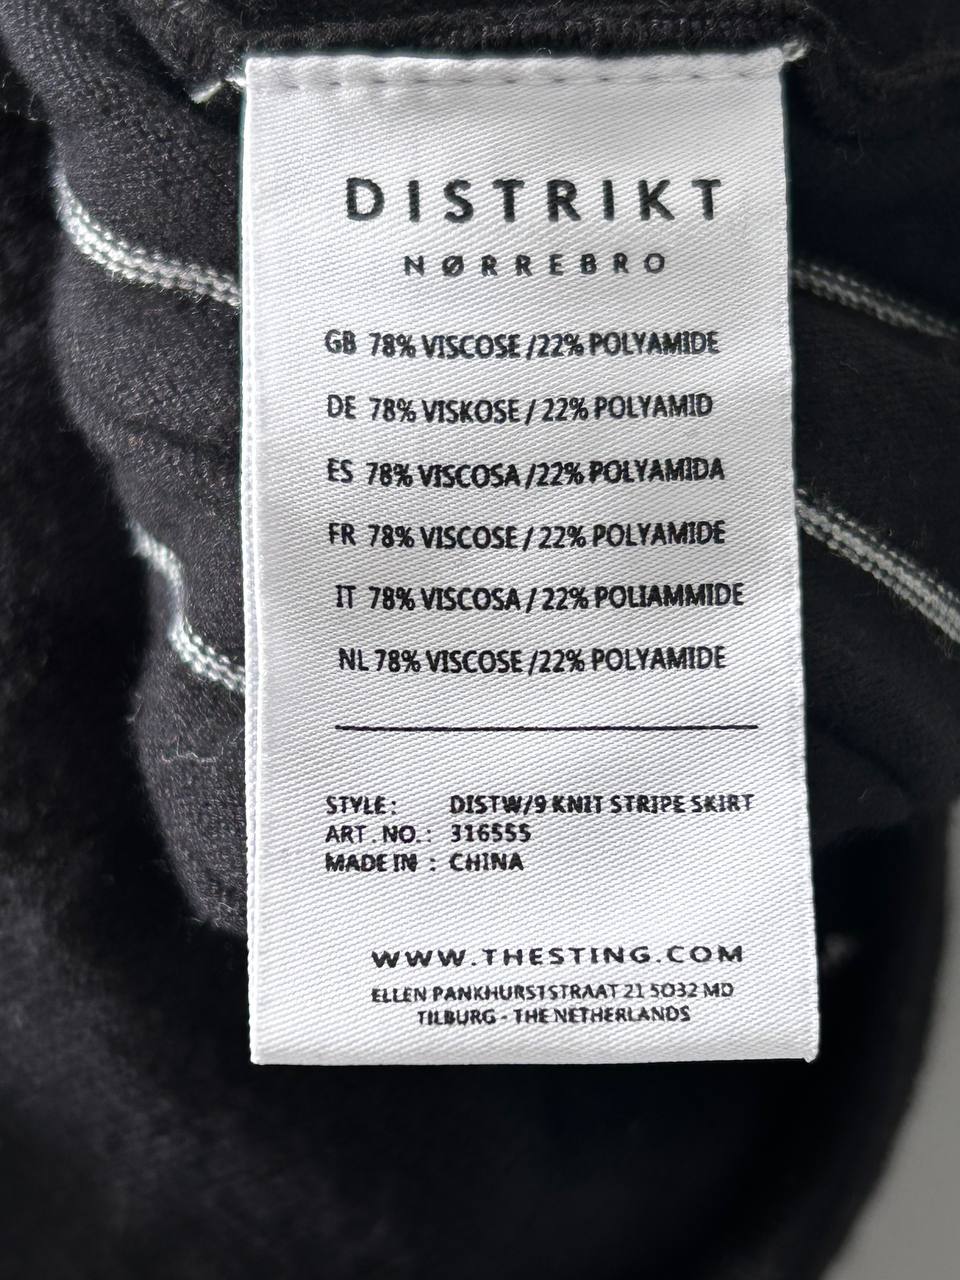 DISTRIKT
NØRREBRO
GB 78% VISCOSE /22% POLYAMIDE
DE 78% VISKOSE / 22% POLYAMID
ES 78% VISCOSA /22% POLYAMIDA
FR 78% VISCOSE / 22% POLYAMIDE
IT 78% VISCOSA / 22% POLIAMMIDE
NL 78% VISCOSE /22% POLYAMIDE
STYLE: DISTW/9 KNIT STRIPE SKIRT
ART.NO.: 316555
MADE IN : CHINA
WWW.THESTING.COM
ELLEN PANKHURSTSTRAAT 21 5032 MD
TILBURG - THE NETHERLANDS